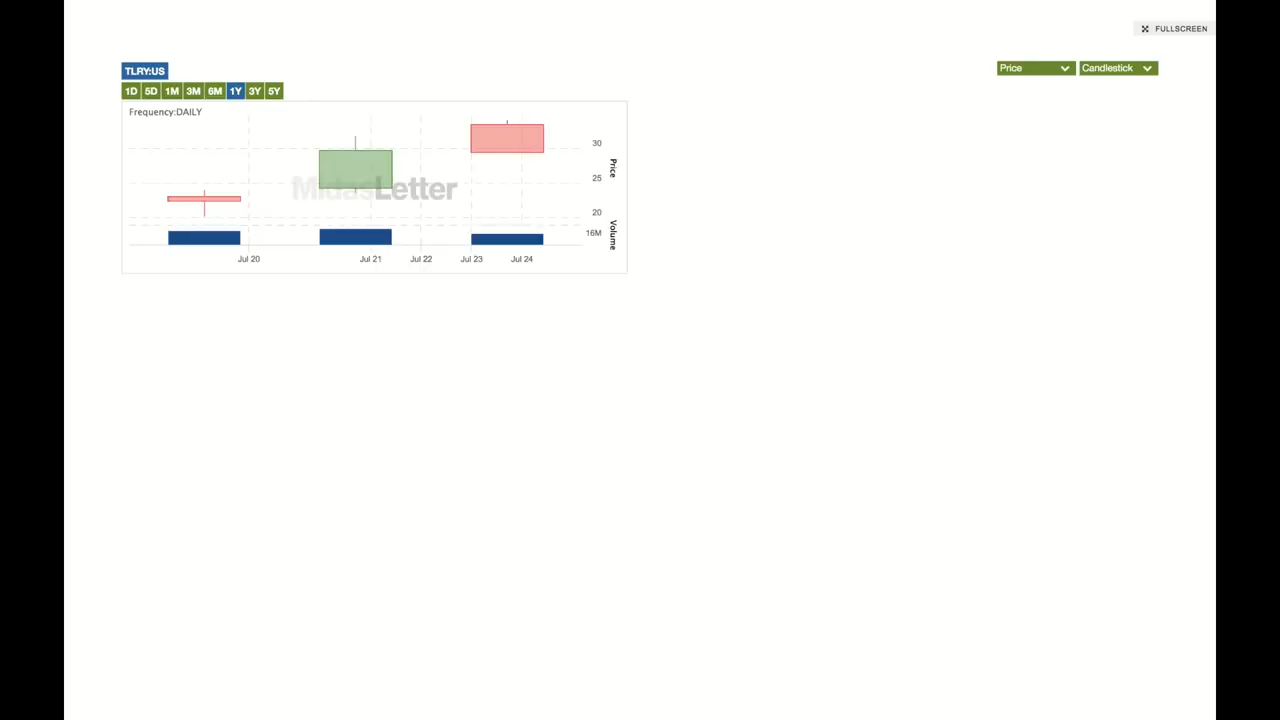 FULLSCREEN
TLRY:US
Price
Candlestick
1D 5D 1M 3M 6M 1Y 3Y 5Y
Frequency:DAILY
30
Price
25
MidasLetter
20
Volume
16M
Jul 20 Jul 21 Jul 22 Jul 23 Jul 24